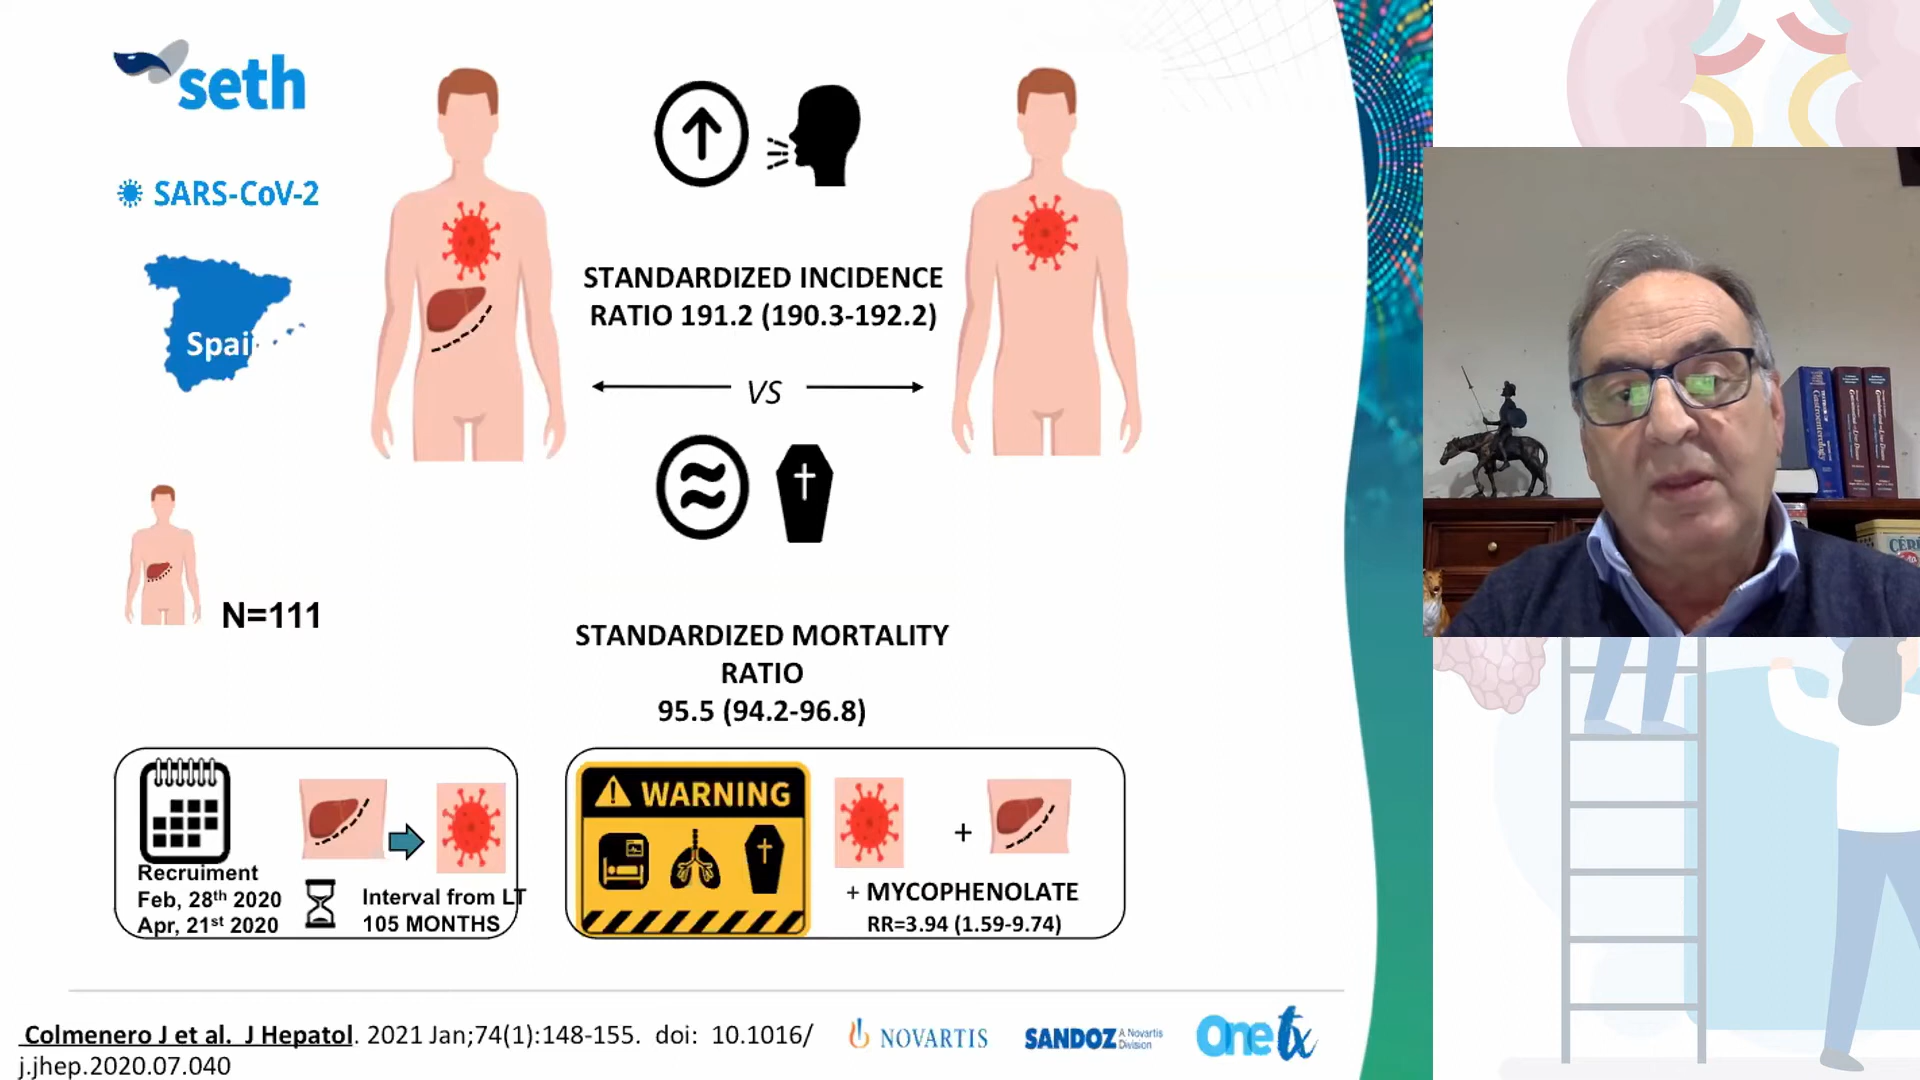 seth
SARS-CoV-2
Spai
N=111
STANDARDIZED INCIDENCE
RATIO 191.2 (190.3-192.2)
VS
STANDARDIZED MORTALITY
RATIO
95.5 (94.2-96.8)
Recruiment
Feb, 28th 2020
Apr, 21st 2020
Interval from LT
105 MONTHS
WARNING
+
+ MYCOPHENOLATE
RR=3.94 (1.59-9.74)
Colmenero J et al. J Hepatol. 2021 Jan;74(1):148-155. doi: 10.1016/
j.jhep.2020.07.040
NOVARTIS
SANDOZ A Novartis
Division
One tx
Gastroenterology
CÉRÉ